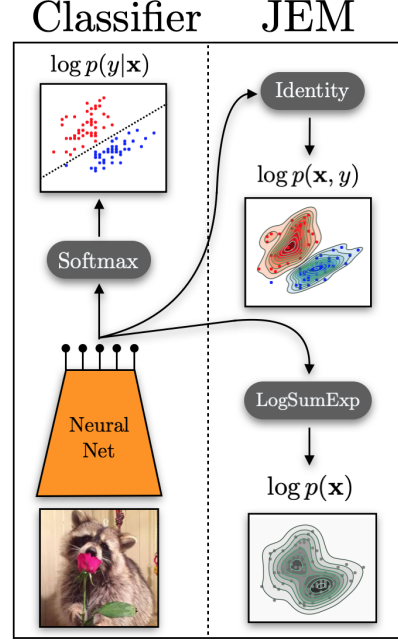 Classifier
JEM
log p(y|x)
Identity
log p(x, y)
Softmax
LogSumExp
Neural
Net
log p(x)